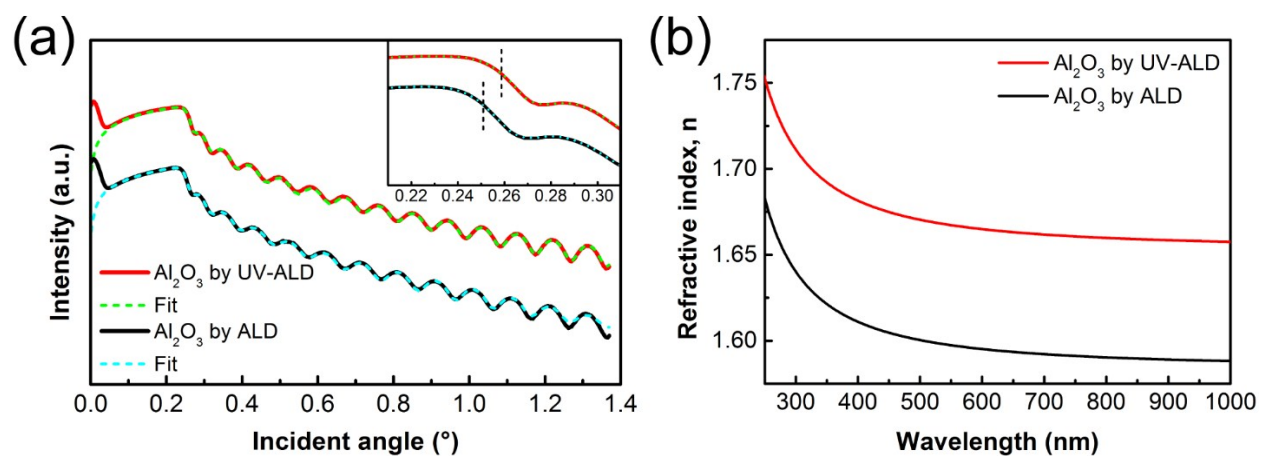 (a)
Intensity (a.u.)
0.22 0.24 0.26 0.28 0.30
Al₂O₃ by UV-ALD
Fit
Al₂O₃ by ALD
Fit
0.0 0.2 0.4 0.6 0.8 1.0 1.2 1.4
Incident angle (°)
(b)
Refractive index, n
Al₂O₃ by UV-ALD
Al₂O₃ by ALD
1.75
1.70
1.65
1.60
300 400 500 600 700 800 900 1000
Wavelength (nm)